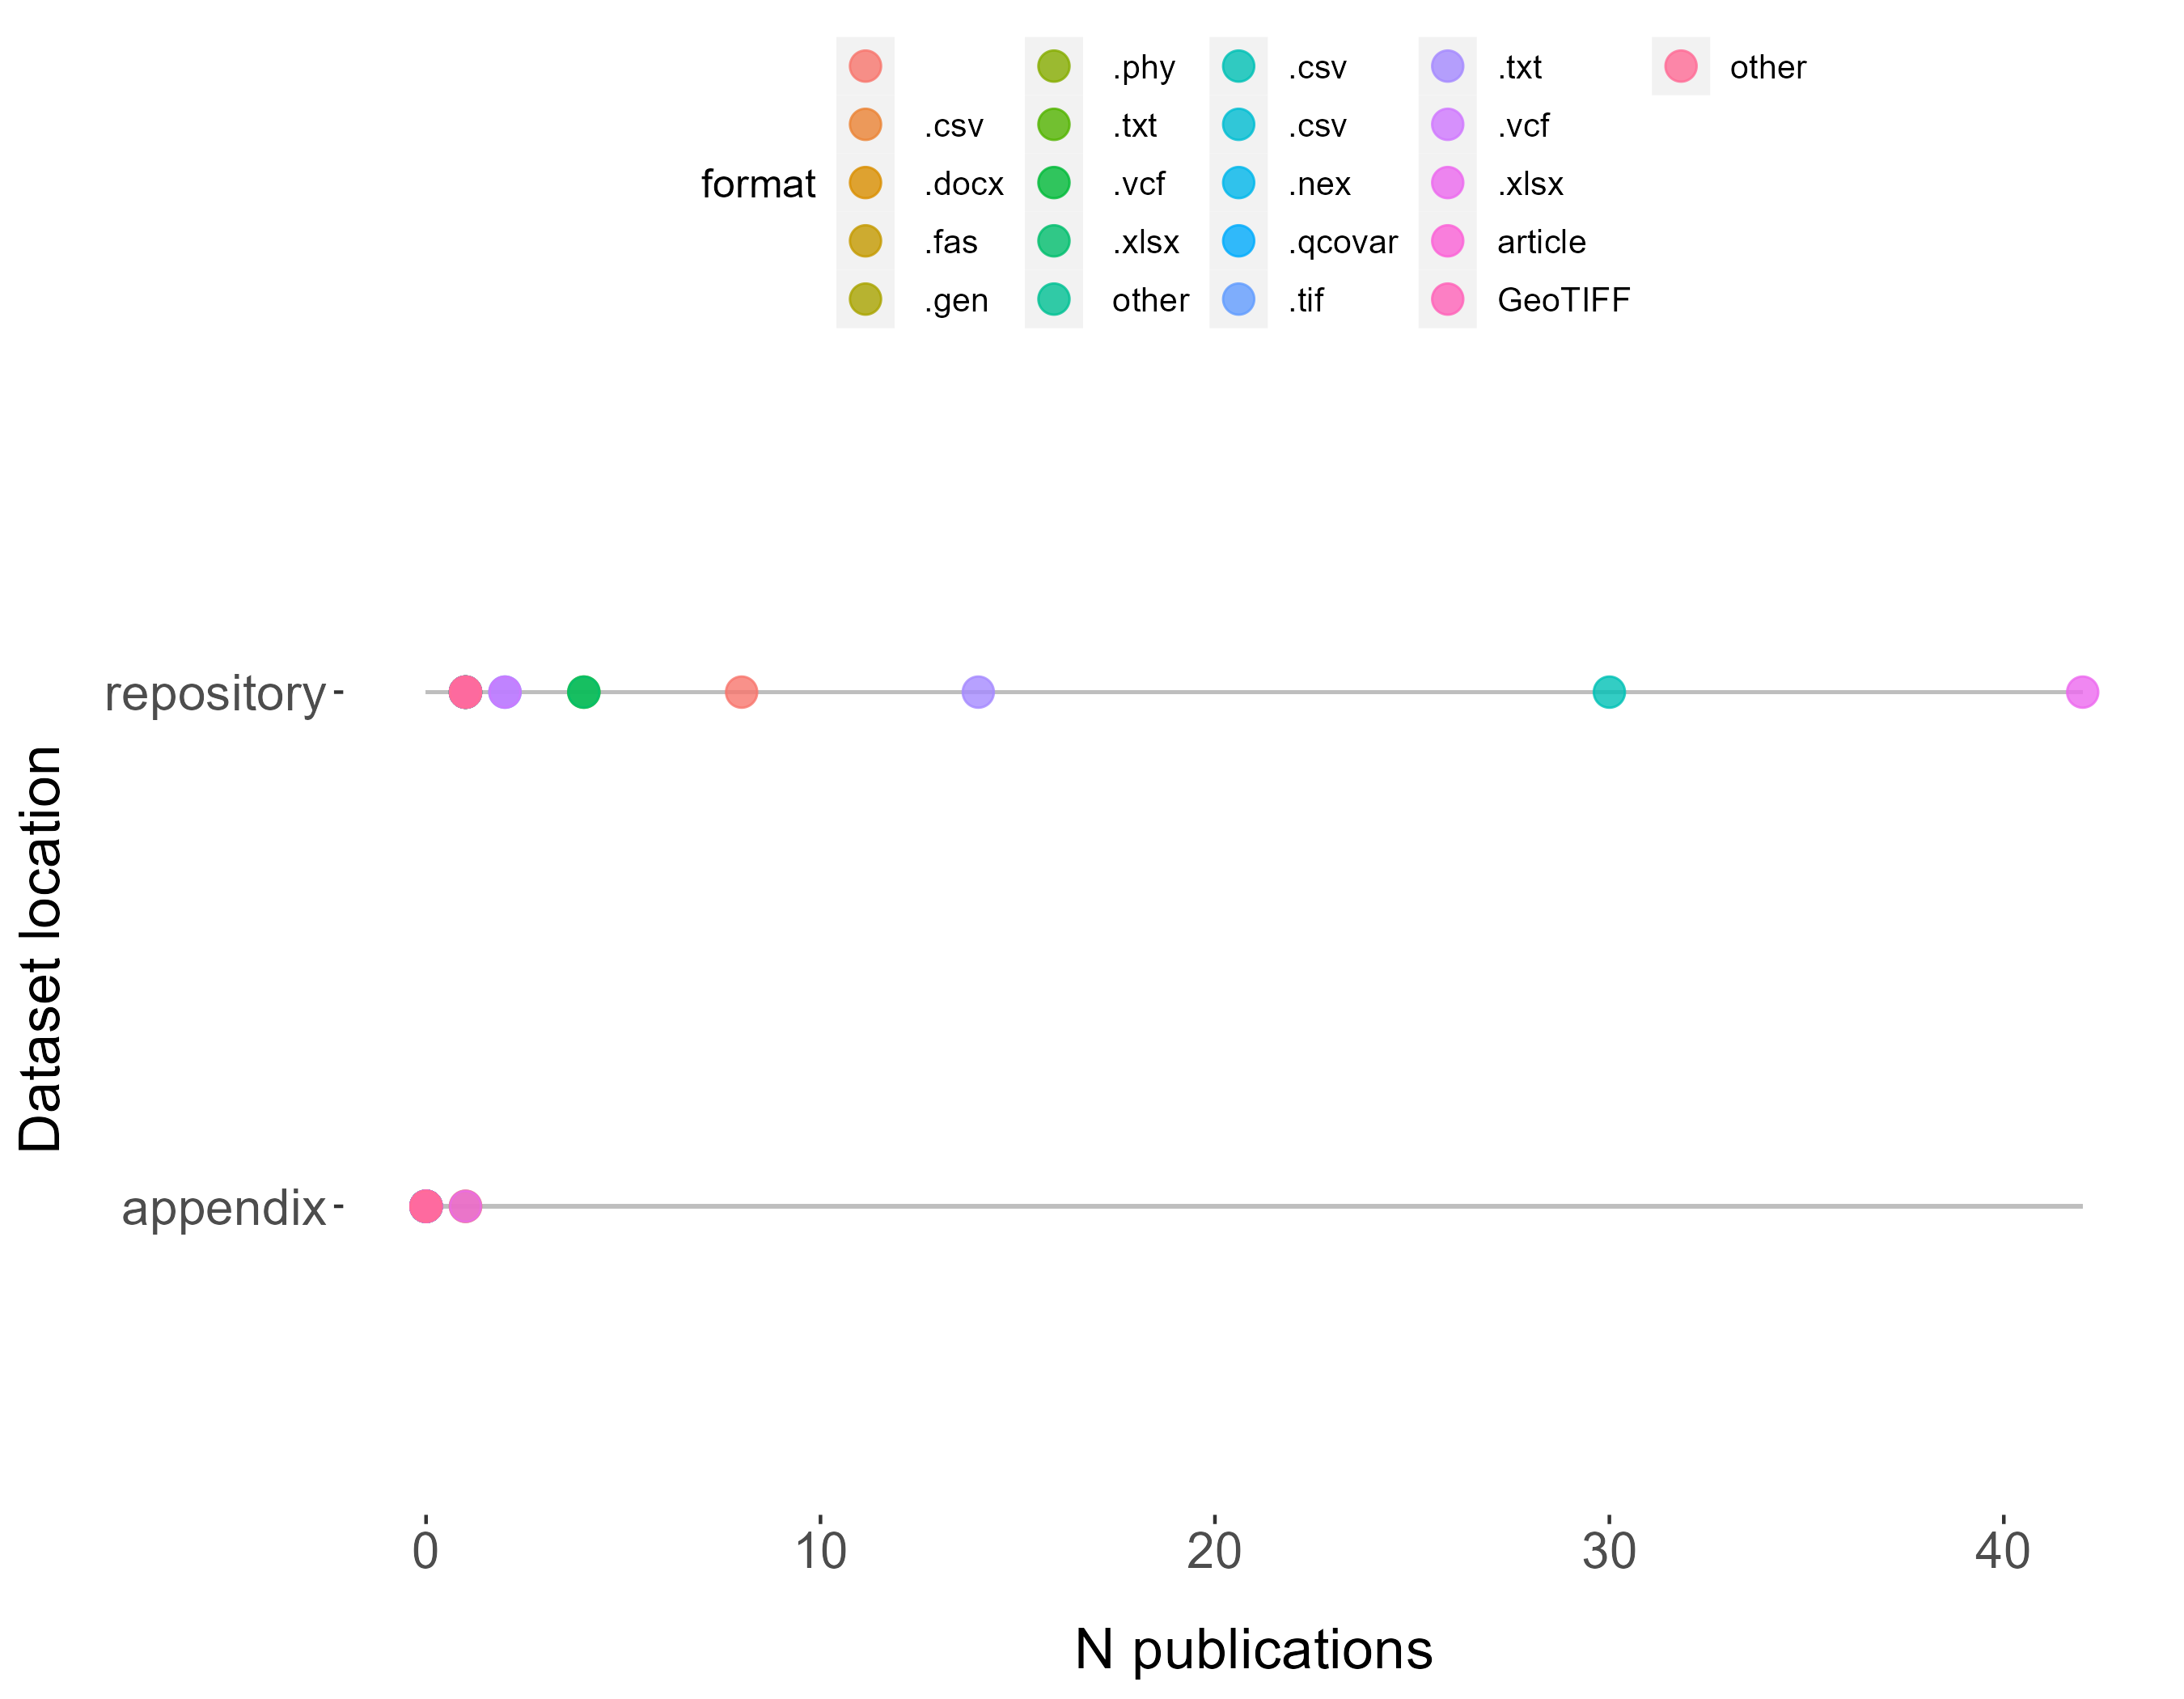 format
.csv
.docx
.fas
.gen
.phy
.txt
.vcf
.xlsx
other
.csv
.csv
.nex
.qcovar
.tif
.txt
.vcf
.xlsx
article
GeoTIFF
other
Dataset location
repository
appendix
0 10 20 30 40
N publications